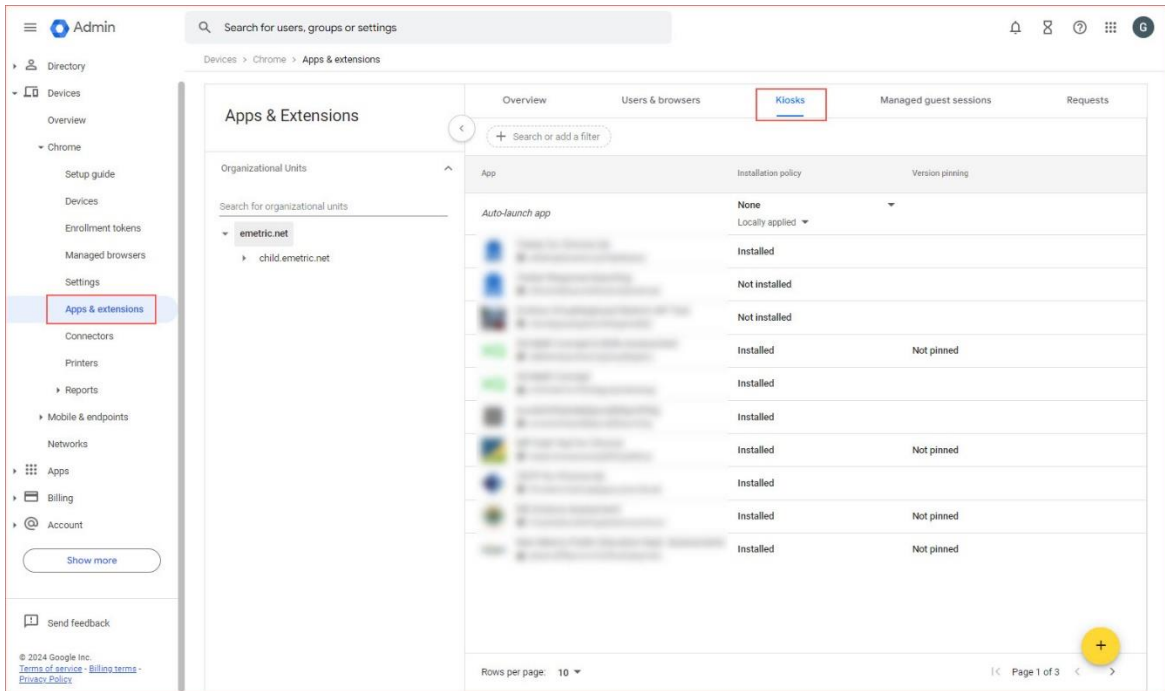 Admin
Search for users, groups or settings
G
Directory
Devices
Overview
Chrome
Setup guide
Devices
Enrollment tokens
Managed browsers
Settings
Apps & extensions
Connectors
Printers
Reports
Mobile & endpoints
Networks
Apps
Billing
Account
Show more
Send feedback
© 2024 Google Inc.
Terms of service - Billing terms -
Privacy Policy
Devices > Chrome > Apps & extensions
Apps & Extensions
Organizational Units
Search for organizational units
emetric.net
child.emetric.net
Overview Users & browsers Kiosks Managed guest sessions Requests
+ Search or add a filter
App Installation policy Version pinning
Auto-launch app None
Locally applied
Installed
Not installed
Not installed
Installed Not pinned
Installed
Installed
Installed Not pinned
Installed
Installed Not pinned
Installed Not pinned
Rows per page: 10 Page 1 of 3